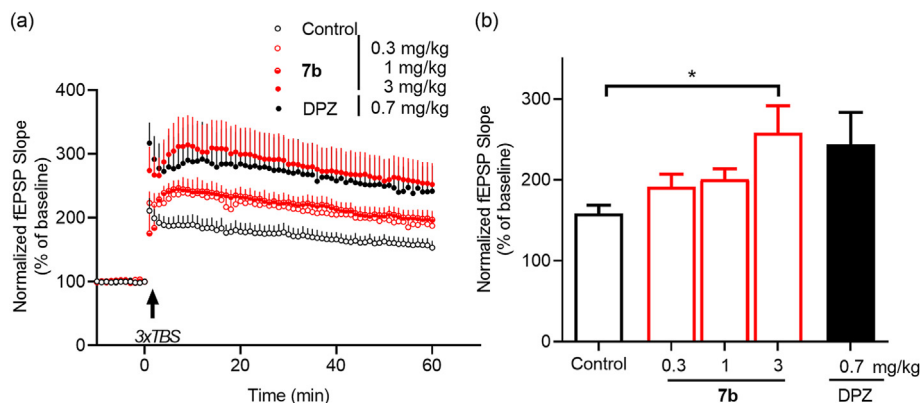 (a)
Control
0.3 mg/kg
7b 1 mg/kg
3 mg/kg
DPZ 0.7 mg/kg
Normalized fEPSP Slope
(% of baseline)
400
300
200
100
0
3xTBS
0 20 40 60
Time (min)
(b)
Normalized fEPSP Slope
(% of baseline)
300
200
100
0
*
Control 0.3 1 3 0.7 mg/kg
7b DPZ